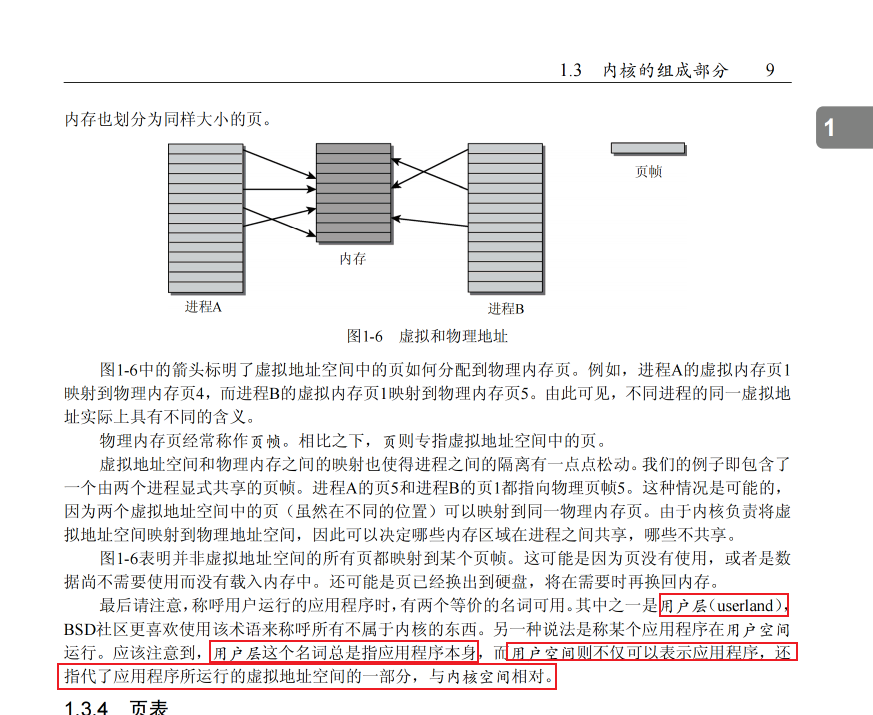 1.3 内核的组成部分 9
1
内存也划分为同样大小的页。
页帧
内存
进程A
进程B
图1-6 虚拟和物理地址
图1-6中的箭头标明了虚拟地址空间中的页如何分配到物理内存页。例如，进程A的虚拟内存页1
映射到物理内存页4，而进程B的虚拟内存页1映射到物理内存页5。由此可见，不同进程的同一虚拟地
址实际上具有不同的含义。
物理内存页经常称作页帧。相比之下，页则专指虚拟地址空间中的页。
虚拟地址空间和物理内存之间的映射也使得进程之间的隔离有一点点松动。我们的例子即包含了
一个由两个进程显式共享的页帧。进程A的页5和进程B的页1都指向物理页帧5。这种情况是可能的，
因为两个虚拟地址空间中的页（虽然在不同的位置）可以映射到同一物理内存页。由于内核负责将虚
拟地址空间映射到物理地址空间，因此可以决定哪些内存区域在进程之间共享，哪些不共享。
图1-6表明并非虚拟地址空间的所有页都映射到某个页帧。这可能是因为页没有使用，或者是数
据尚不需要使用而没有载入内存中。还可能是页已经换出到硬盘，将在需要时再换回内存。
最后请注意，称呼用户运行的应用程序时，有两个等价的名词可用。其中之一是用户层（userland），
BSD社区更喜欢使用该术语来称呼所有不属于内核的东西。另一种说法是称某个应用程序在用户空间
运行。应该注意到，用户层这个名词总是指应用程序本身，而用户空间则不仅可以表示应用程序，还
指代了应用程序所运行的虚拟地址空间的一部分，与内核空间相对。
1.3.4 页表